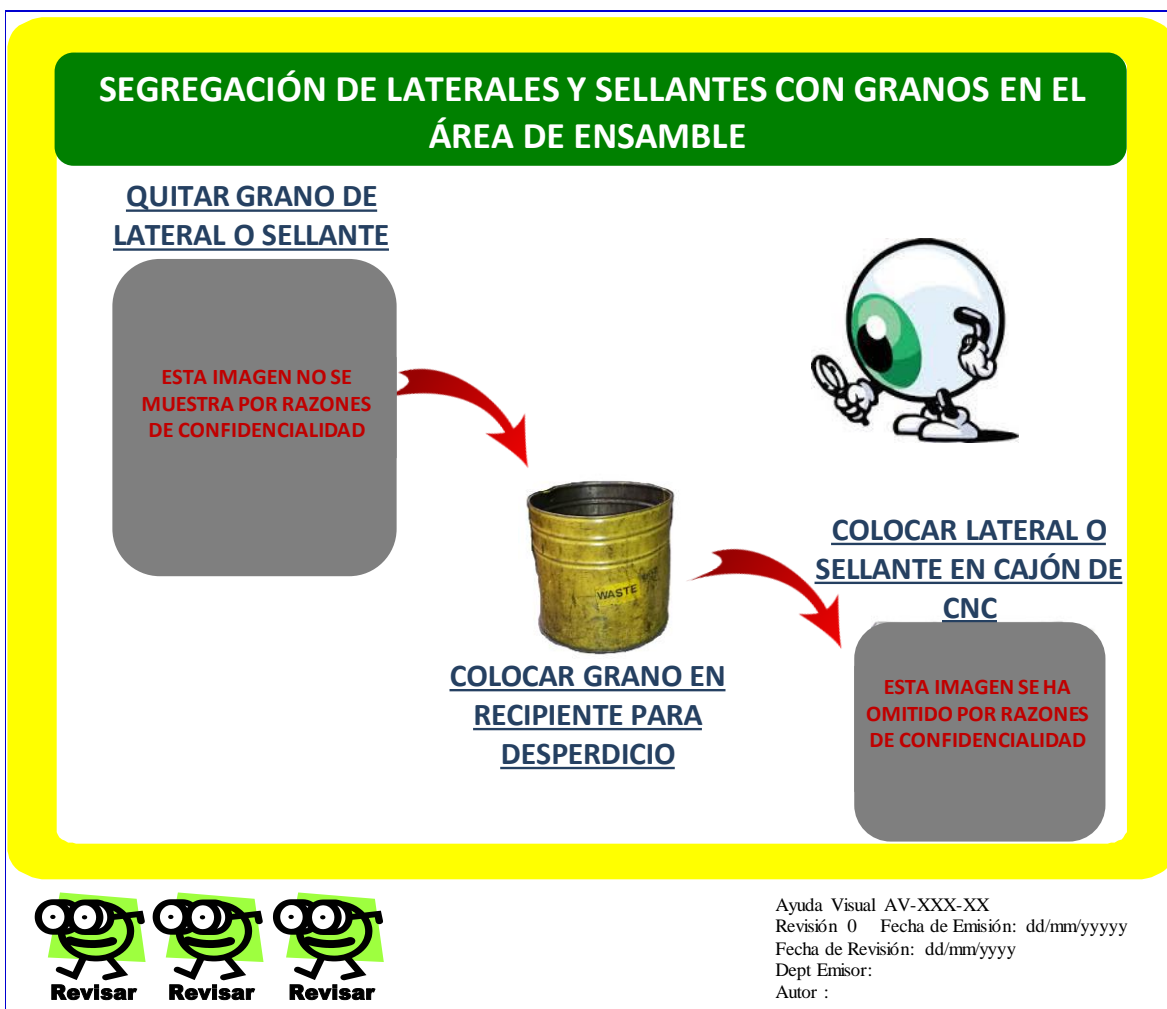 SEGREGACIÓN DE LATERALES Y SELLANTES CON GRANOS EN EL
ÁREA DE ENSAMBLE
QUITAR GRANO DE
LATERAL O SELLANTE
ESTA IMAGEN NO SE
MUESTRA POR RAZONES
DE CONFIDENCIALIDAD
WASTE
COLOCAR GRANO EN
RECIPIENTE PARA
DESPERDICIO
COLOCAR LATERAL O
SELLANTE EN CAJÓN DE
CNC
ESTA IMAGEN SE HA
OMITIDO POR RAZONES
DE CONFIDENCIALIDAD
Revisar Revisar Revisar
Ayuda Visual AV-XXX-XX
Revisión 0 Fecha de Emisión: dd/mm/yyyyy
Fecha de Revisión: dd/mm/yyyy
Dept Emisor:
Autor :